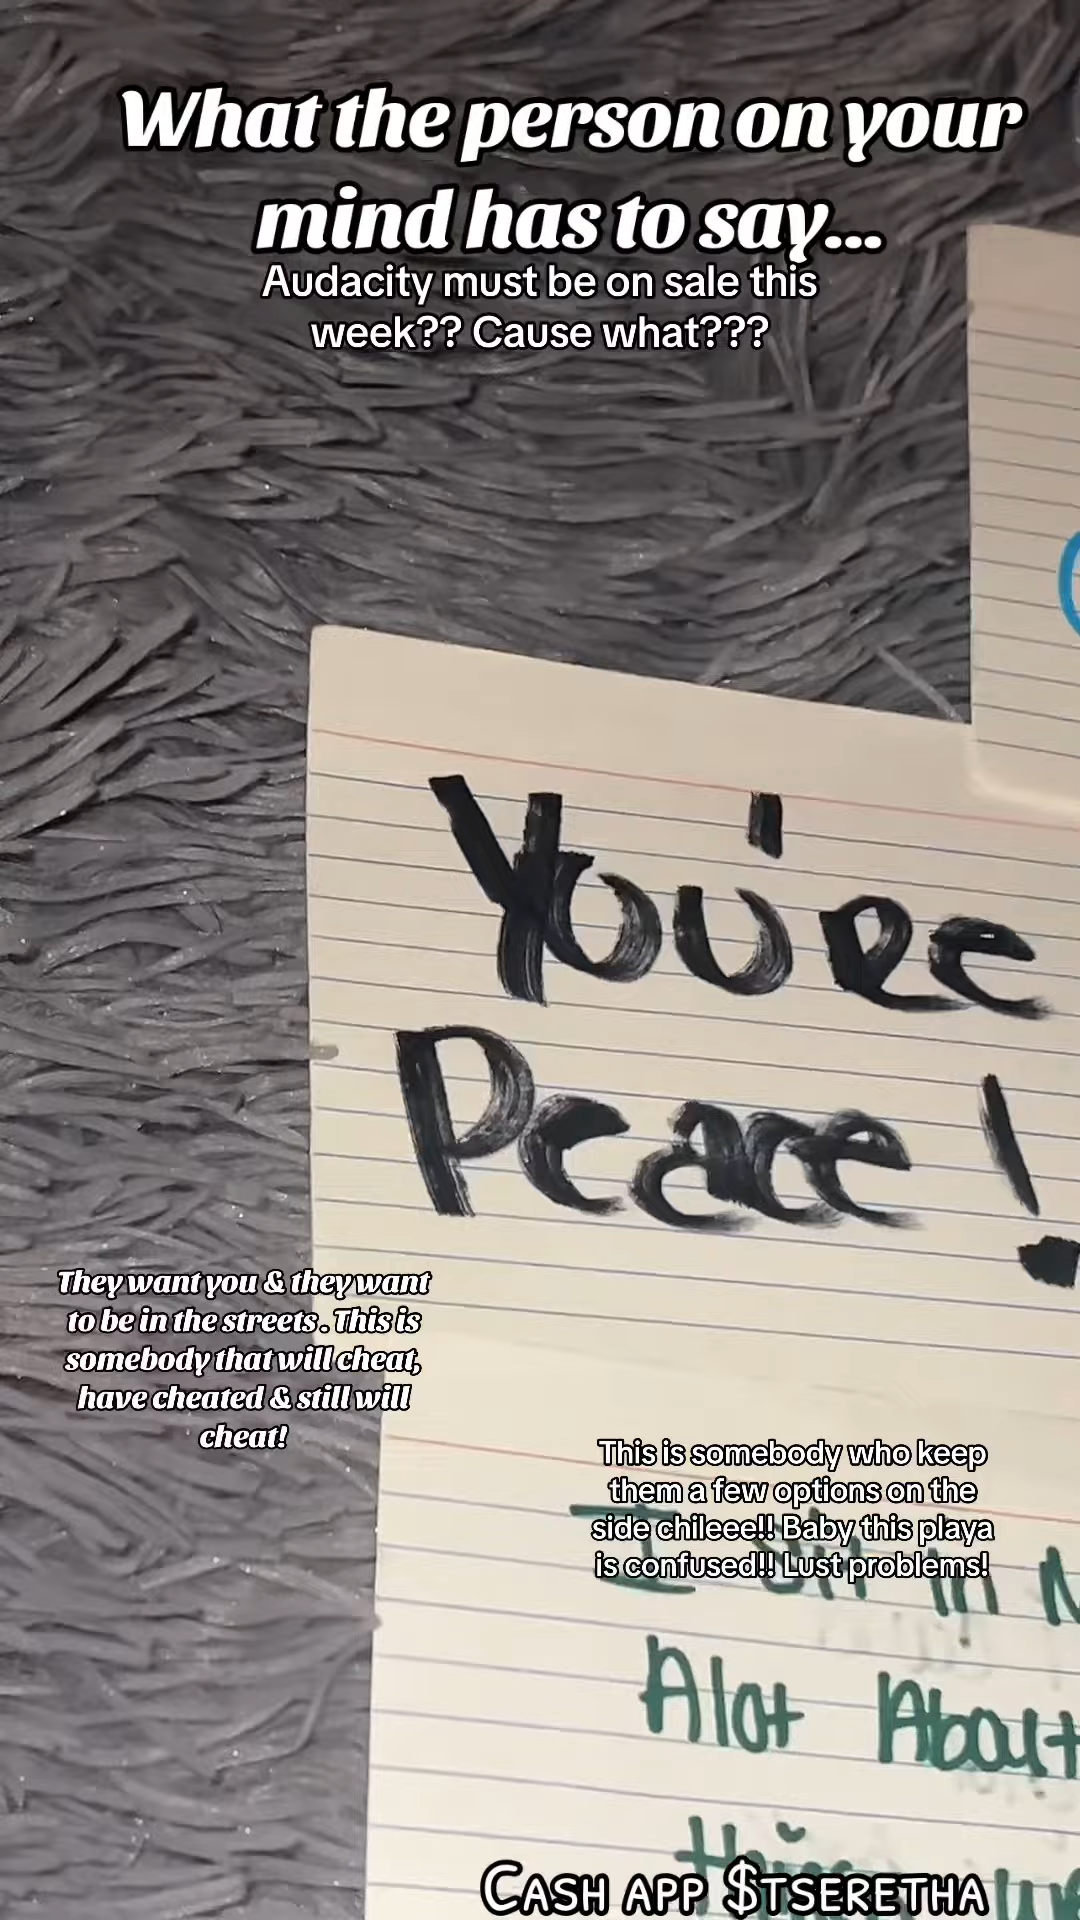 What the person on your
mind has to say...
Audacity must be on sale this
week?? Cause what???
You're
Peace!
They want you & they want
to be in the streets. This is
somebody that will cheat,
have cheated & still will
cheat!
This is somebody who keep
them a few options on the
side chileee!! Baby this playa
is confused!! Lust problems!
I in
Alot About
CASH APP $TSERETHA